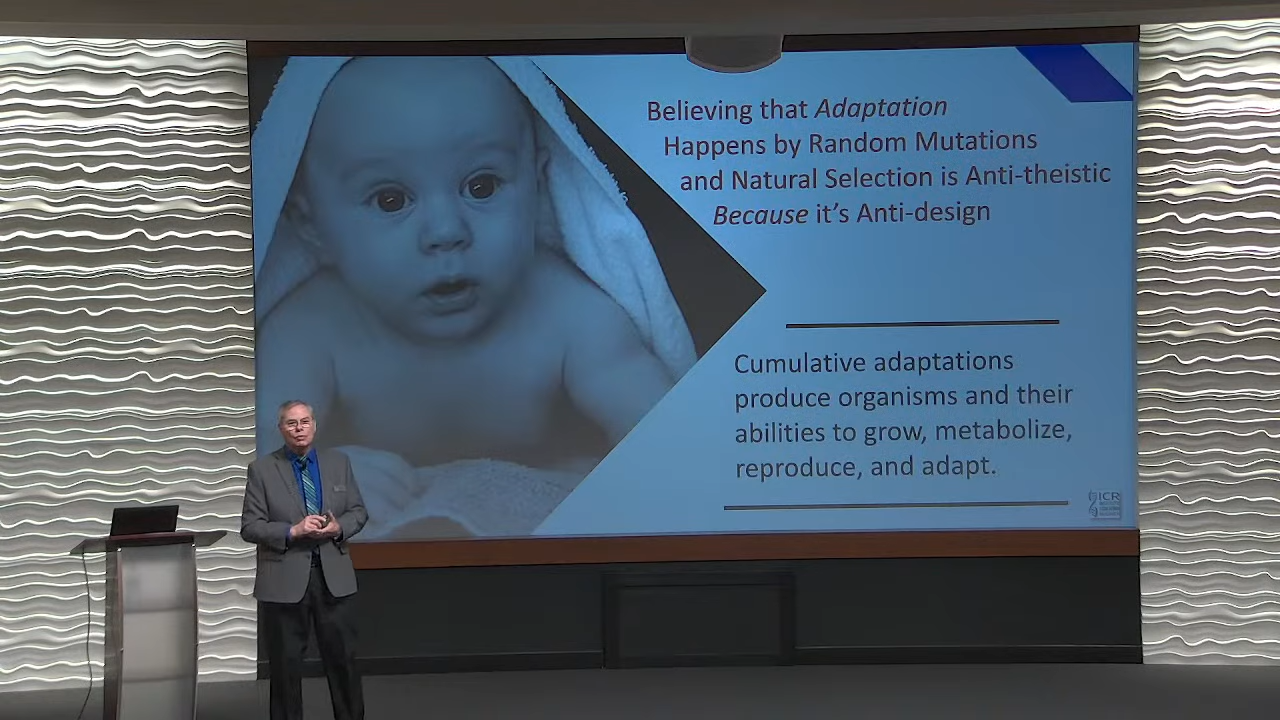 Believing that Adaptation
Happens by Random Mutations
and Natural Selection is Anti-theistic
Because it's Anti-design
Cumulative adaptations
produce organisms and their
abilities to grow, metabolize,
reproduce, and adapt.
ICR